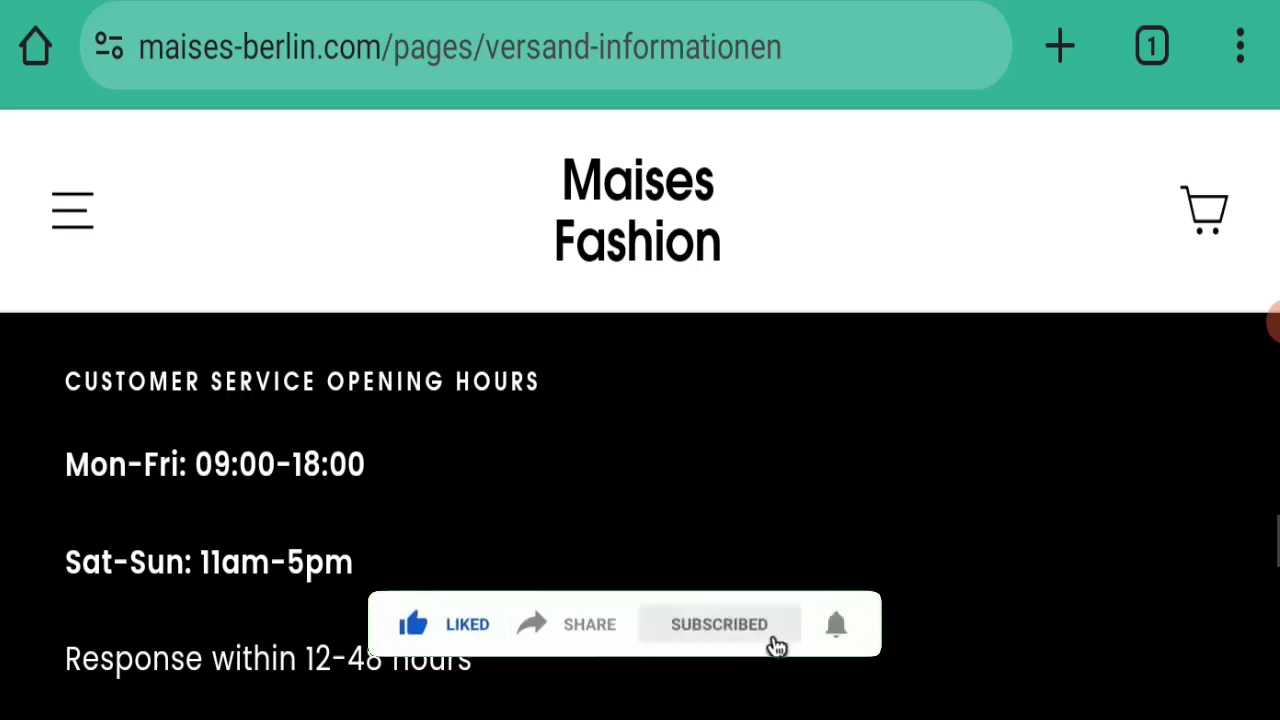 maises-berlin.com/pages/versand-informationen
1
Maises
Fashion
CUSTOMER SERVICE OPENING HOURS
Mon-Fri: 09:00-18:00
Sat-Sun: 11am-5pm
LIKED SHARE SUBSCRIBED
Response within 12-48 hours